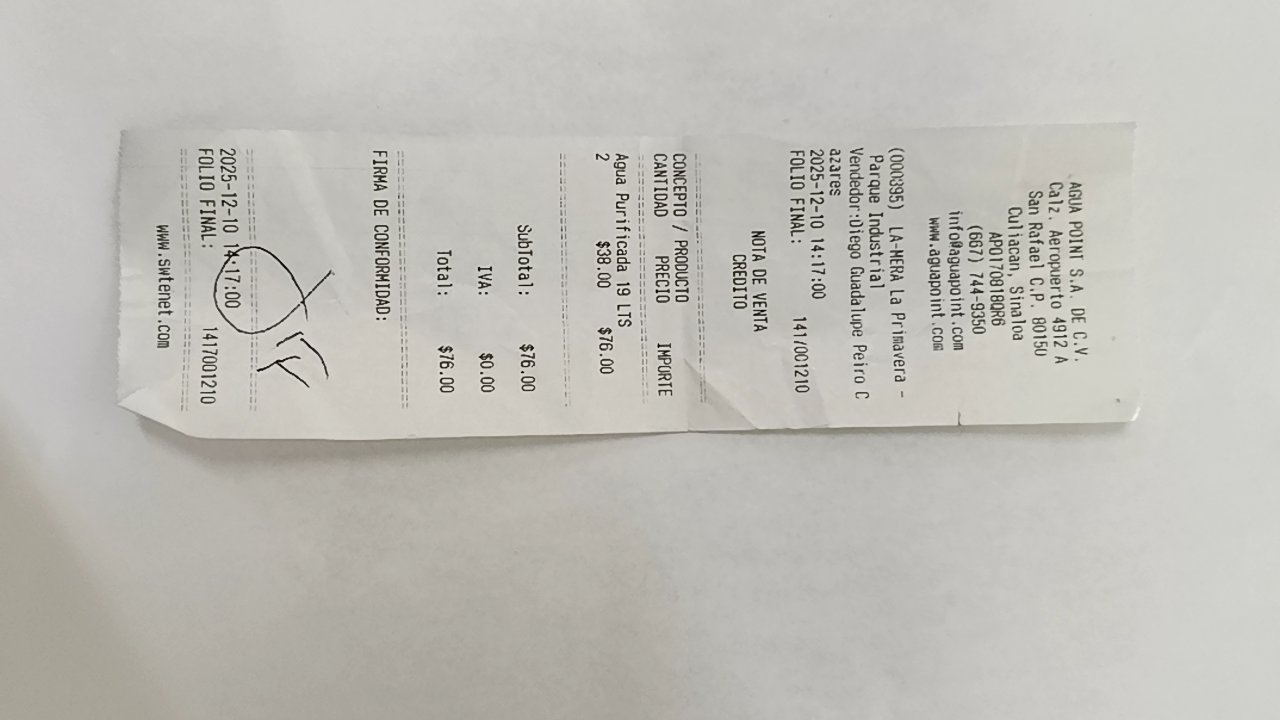 AGUA POINT S.A. DE C.V.
Calz. Aeropuerto 4912 A
San Rafael C.P. 80150
Culiacan, Sinaloa
APO170818QR6
(667) 744-9350
info@aguapoint.com
www.aguapoint.com
(000395) LA-MERA La Primavera -
Parque Industrial
Vendedor:Diego Guadalupe Peiro C
azares
2025-12-10 14:17:00
FOLIO FINAL: 1417001210
NOTA DE VENTA
CREDITO
CONCEPTO / PRODUCTO
CANTIDAD PRECIO IMPORTE
Agua Purificada 19 LTS
2 $38.00 $76.00
SubTotal: $76.00
IVA: $0.00
Total: $76.00
FIRMA DE CONFORMIDAD:
2025-12-10 14:17:00
FOLIO FINAL: 1417001210
www.swtenet.com